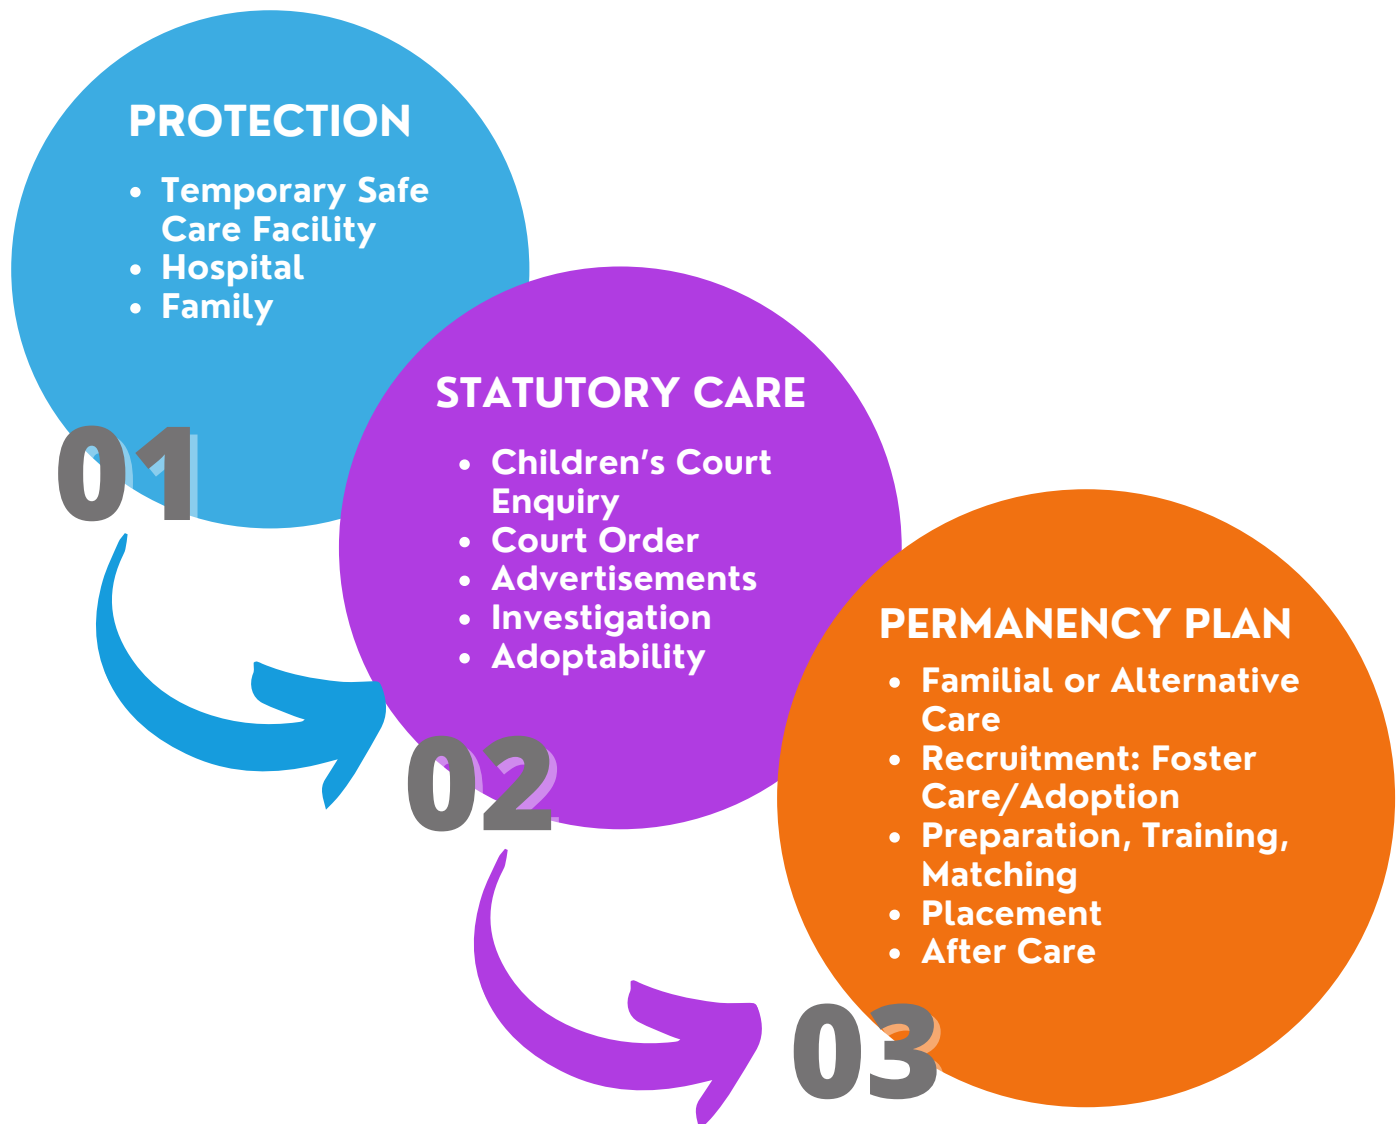 PROTECTION
• Temporary Safe
Care Facility
• Hospital
• Family
01
STATUTORY CARE
• Children's Court
Enquiry
• Court Order
• Advertisements
• Investigation
• Adoptability
02
PERMANENCY PLAN
• Familial or Alternative
Care
• Recruitment: Foster
Care/Adoption
• Preparation, Training,
Matching
• Placement
• After Care
03